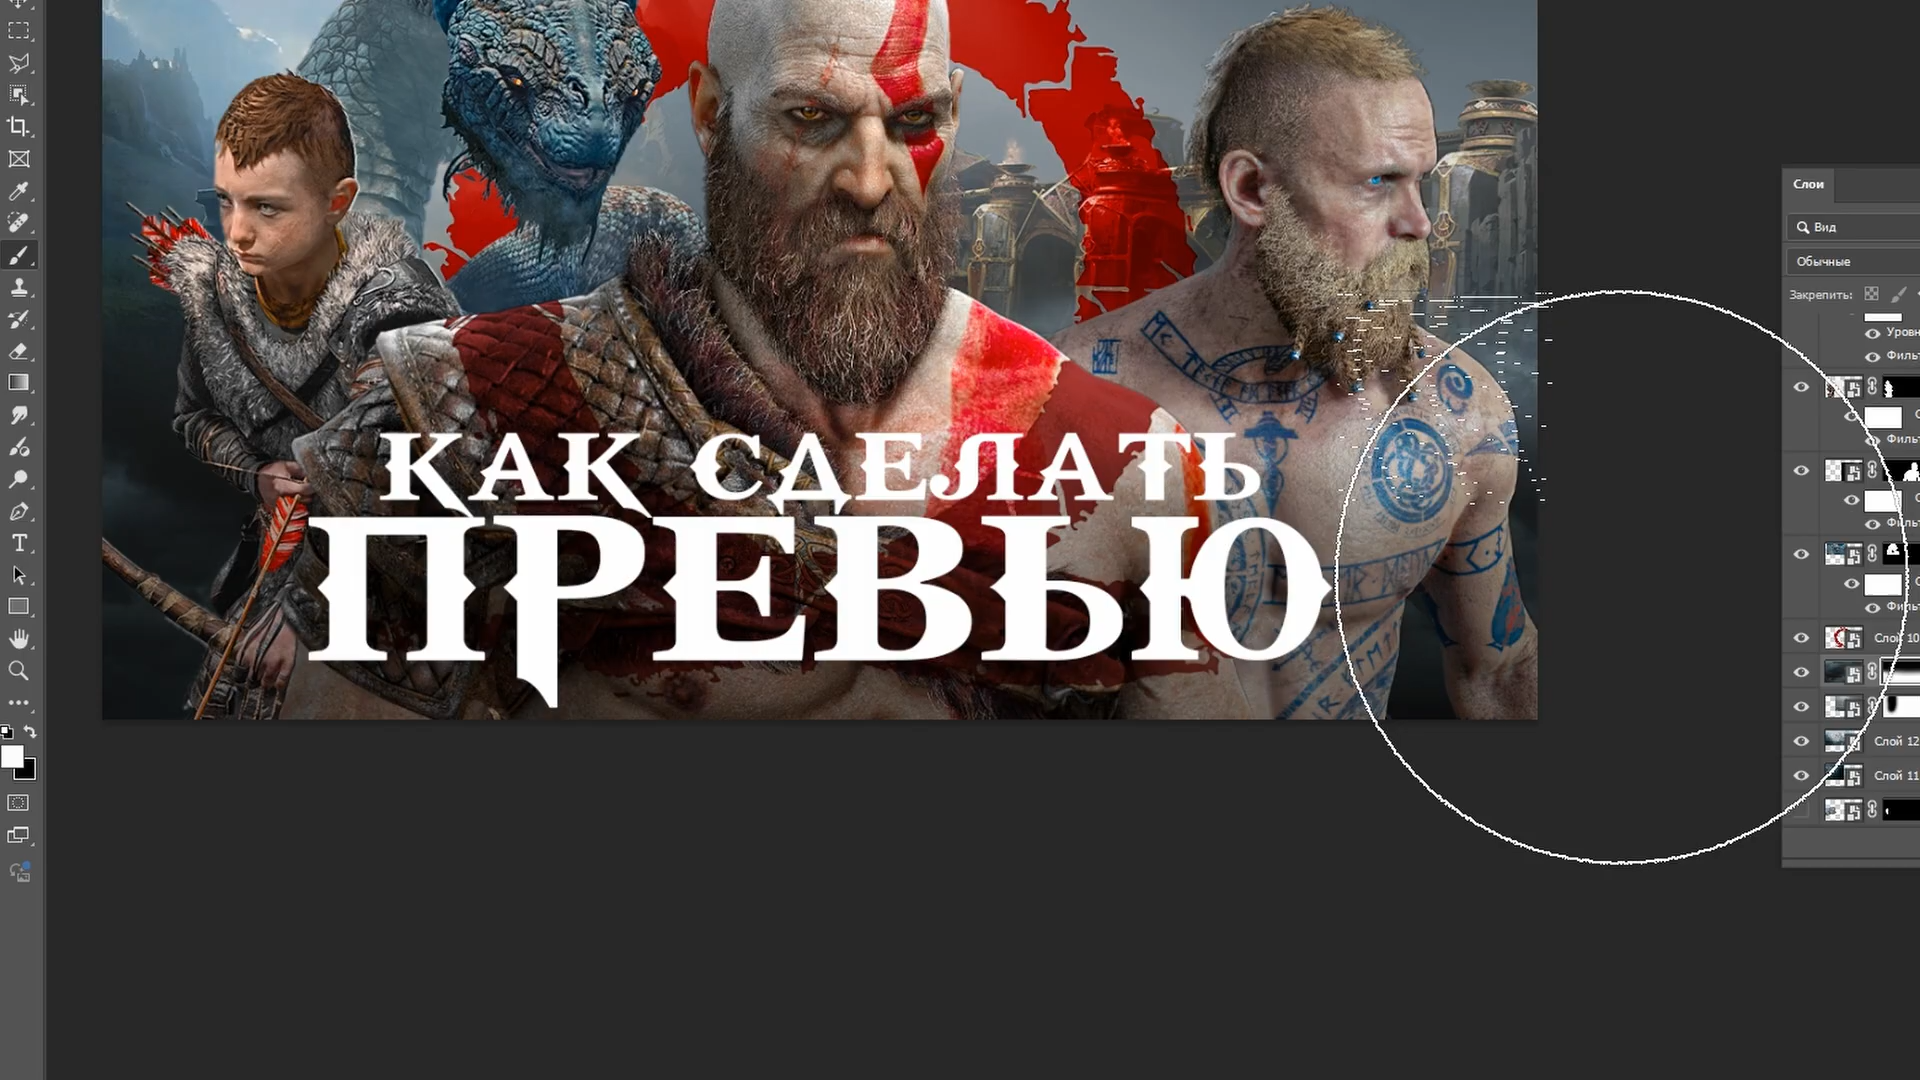 КАК СДЕЛАТЬ
ПРЕВЬЮ
Слои
Вид
Обычные
Закрепить:
Слой 10
Слой 12
Слой 11